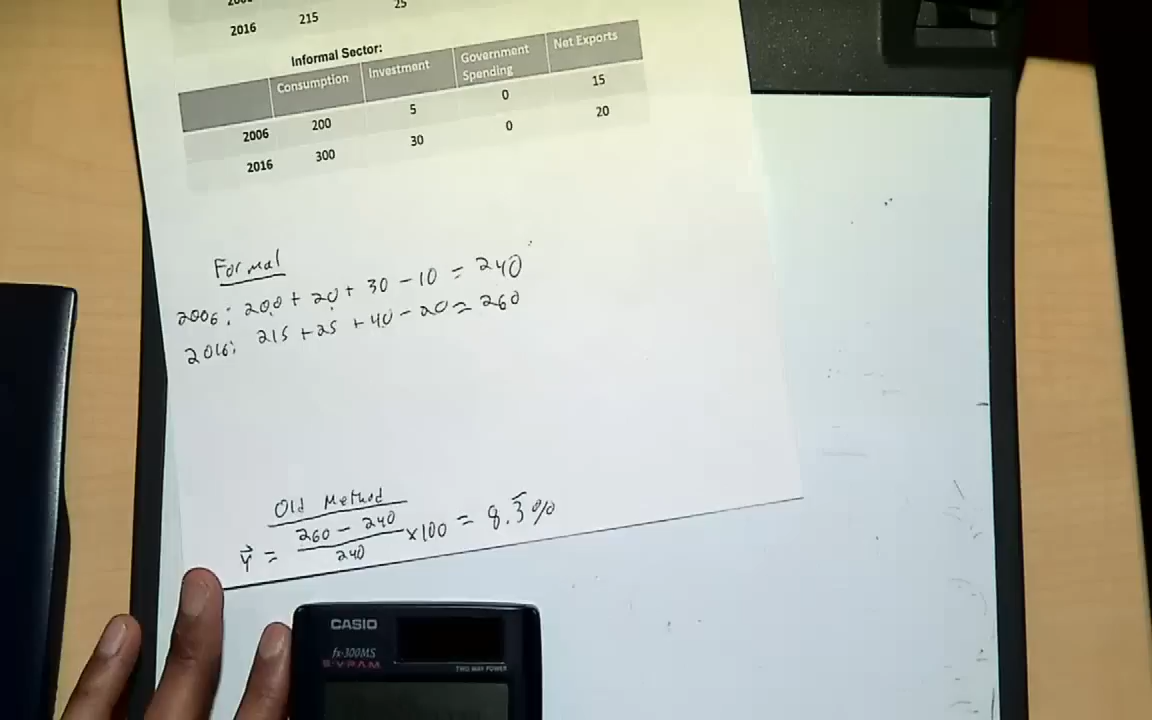 2016 215 25
Informal Sector:
Consumption Investment Government Spending Net Exports
2006 200 5 0 15
2016 300 30 0 20
Formal
2006: 200 + 20 + 30 - 10 = 240
2016: 215 + 25 + 40 - 20 = 260
Old Method
260 - 240
Y⃗ = ×100 = 8.3̅%
240
CASIO
fx-300MS
S-V.P.A.M.
TWO WAY POWER